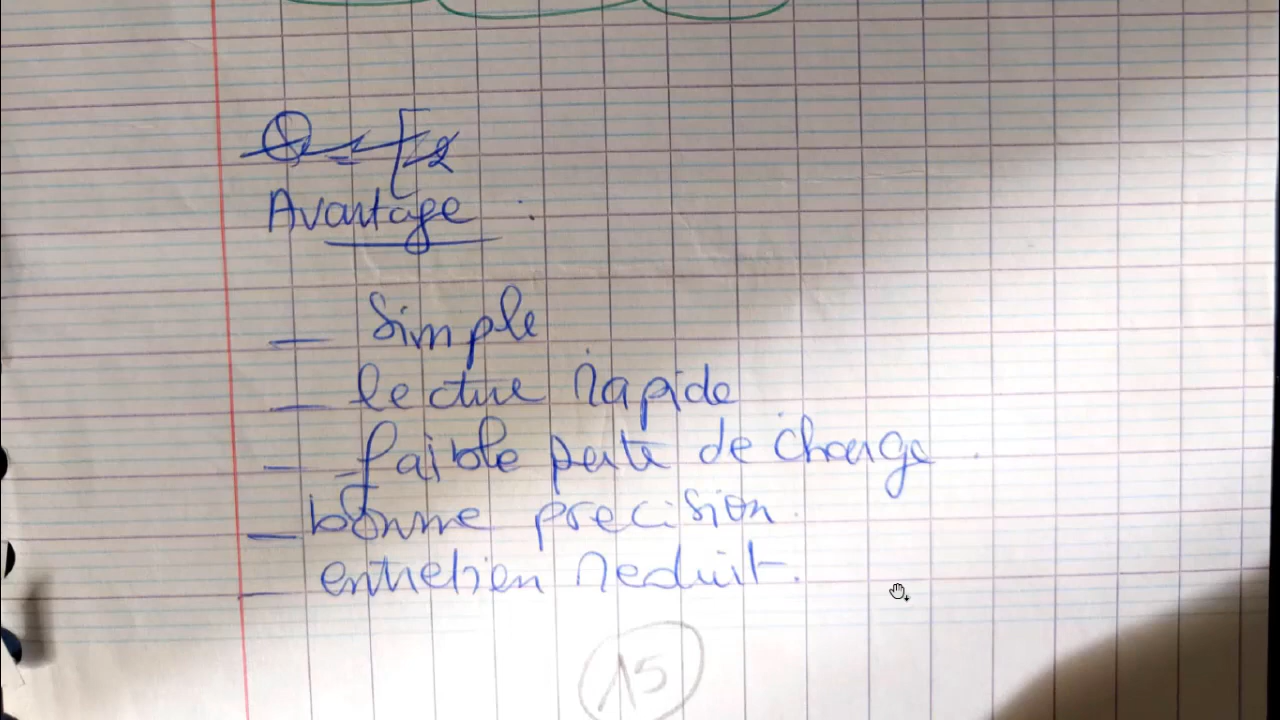 Avantage :
— Simple
— lecture rapide
— faible perte de charge.
— bonne precision.
— entretien reduit.
15